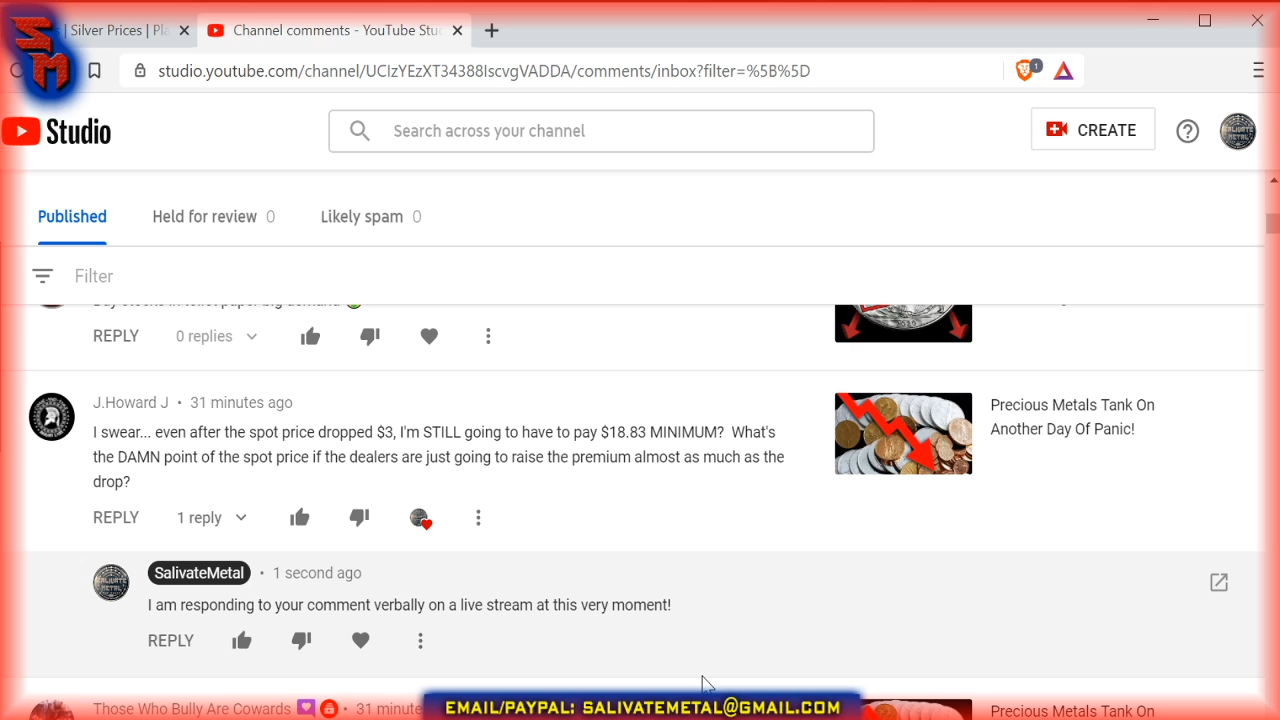 SM
| Silver Prices | Pla
Channel comments - YouTube Stu
studio.youtube.com/channel/UCIzYEzXT34388IscvgVADDA/comments/inbox?filter=%5B%5D
1
Studio
Search across your channel
CREATE
Published
Held for review 0
Likely spam 0
Filter
REPLY
0 replies
J.Howard J • 31 minutes ago
I swear... even after the spot price dropped $3, I'm STILL going to have to pay $18.83 MINIMUM? What's
the DAMN point of the spot price if the dealers are just going to raise the premium almost as much as the
drop?
Precious Metals Tank On
Another Day Of Panic!
REPLY
1 reply
SalivateMetal • 1 second ago
I am responding to your comment verbally on a live stream at this very moment!
REPLY
Those Who Bully Are Cowards • 31 minute
Precious Metals Tank On
EMAIL/PAYPAL: SALIVATEMETAL@GMAIL.COM